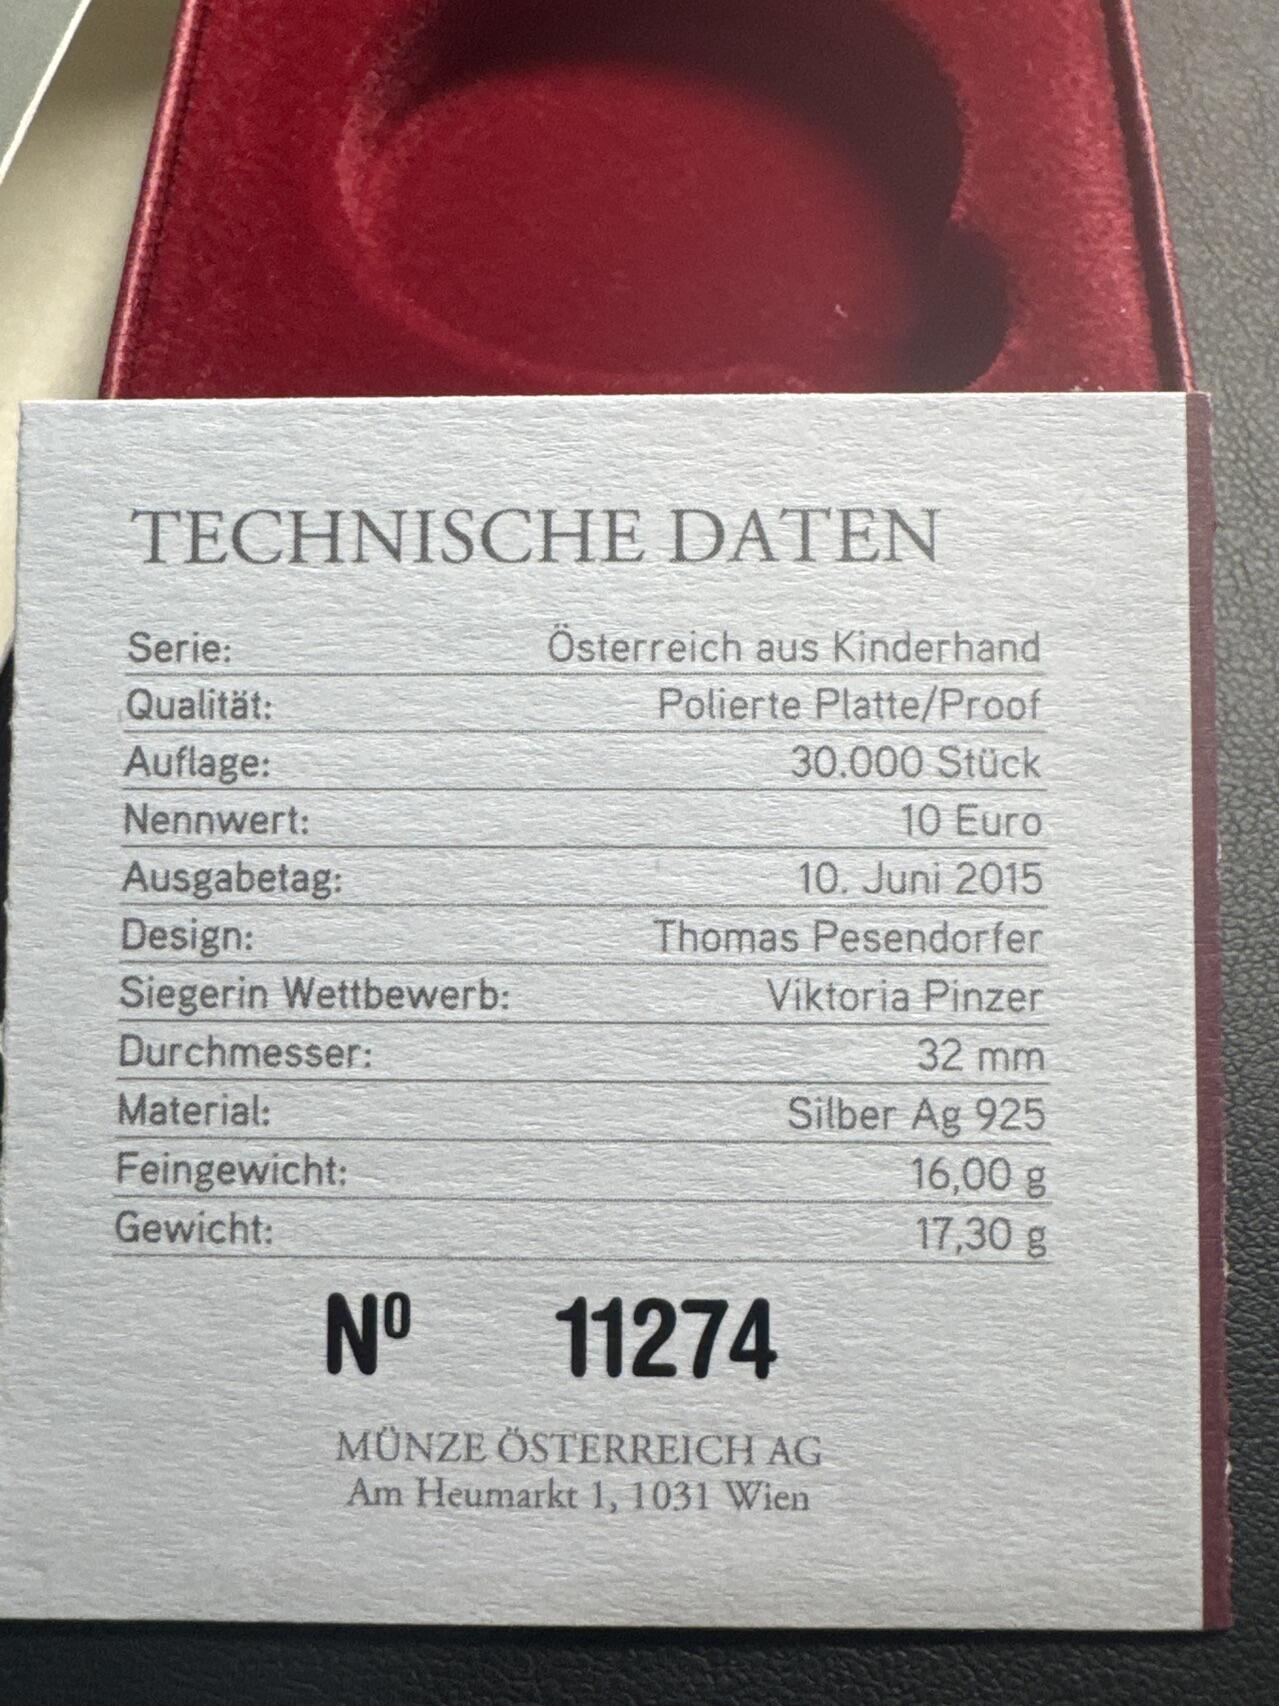 TECHNISCHE DATEN
Serie: Österreich aus Kinderhand
Qualität: Polierte Platte/Proof
Auflage: 30.000 Stück
Nennwert: 10 Euro
Ausgabetag: 10. Juni 2015
Design: Thomas Pesendorfer
Siegerin Wettbewerb: Viktoria Pinzer
Durchmesser: 32 mm
Material: Silber Ag 925
Feingewicht: 16,00 g
Gewicht: 17,30 g
Nº 11274
MÜNZE ÖSTERREICH AG
Am Heumarkt 1, 1031 Wien